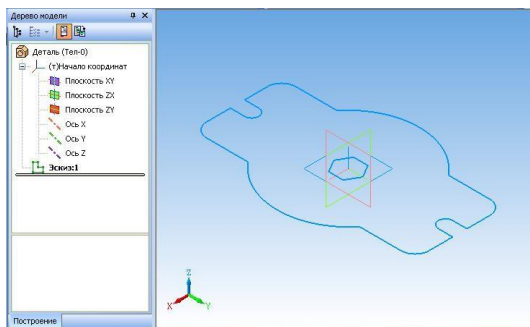 Дерево модели
Деталь (Тел-0)
(т)Начало координат
Плоскость XY
Плоскость ZX
Плоскость ZY
Ось X
Ось Y
Ось Z
Эскиз:1
Построение
Z
X
Y